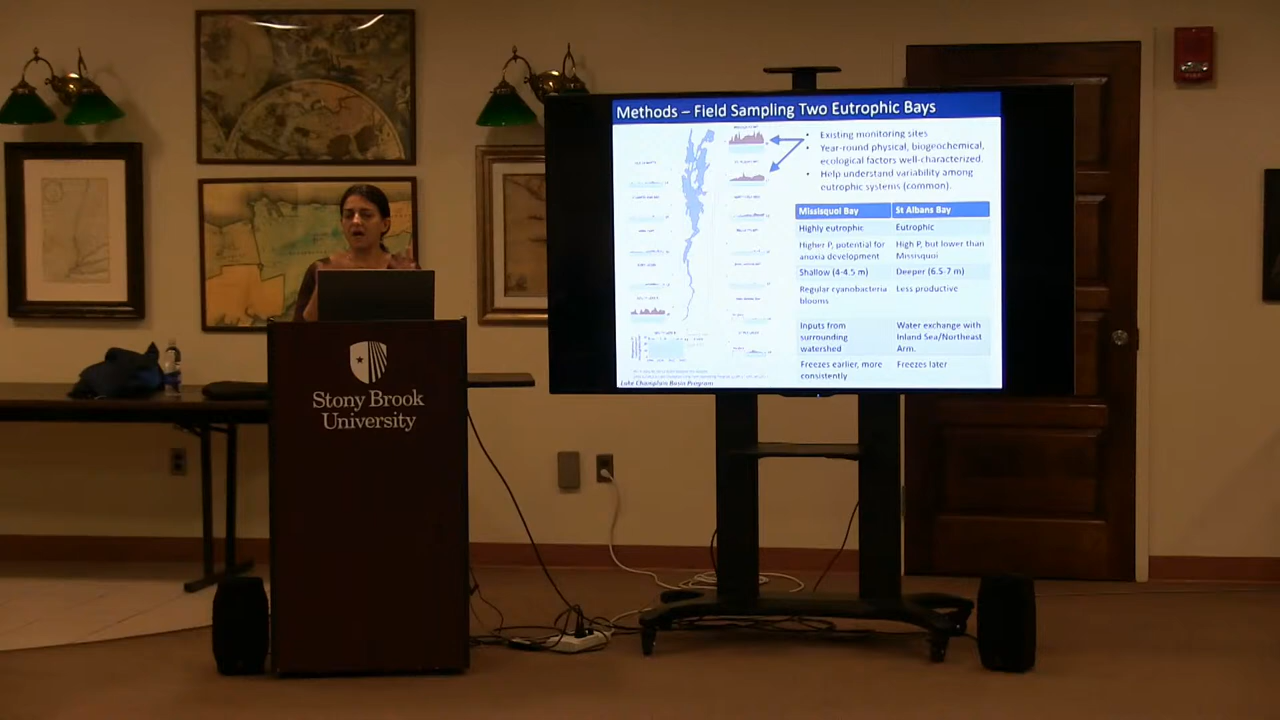 Methods – Field Sampling Two Eutrophic Bays
• Existing monitoring sites
• Year-round physical, biogeochemical,
ecological factors well-characterized.
• Help understand variability among
eutrophic systems (common).
Missisquoi Bay
St Albans Bay
Highly eutrophic
Eutrophic
Higher P, potential for
anoxia development
High P, but lower than
Missisquoi
Shallow (4-4.5 m)
Deeper (6.5-7 m)
Regular cyanobacteria
blooms
Less productive
Inputs from
surrounding
watershed
Water exchange with
Inland Sea/Northeast
Arm.
Freezes earlier, more
consistently
Freezes later
Lake Champlain Basin Program
Stony Brook
University